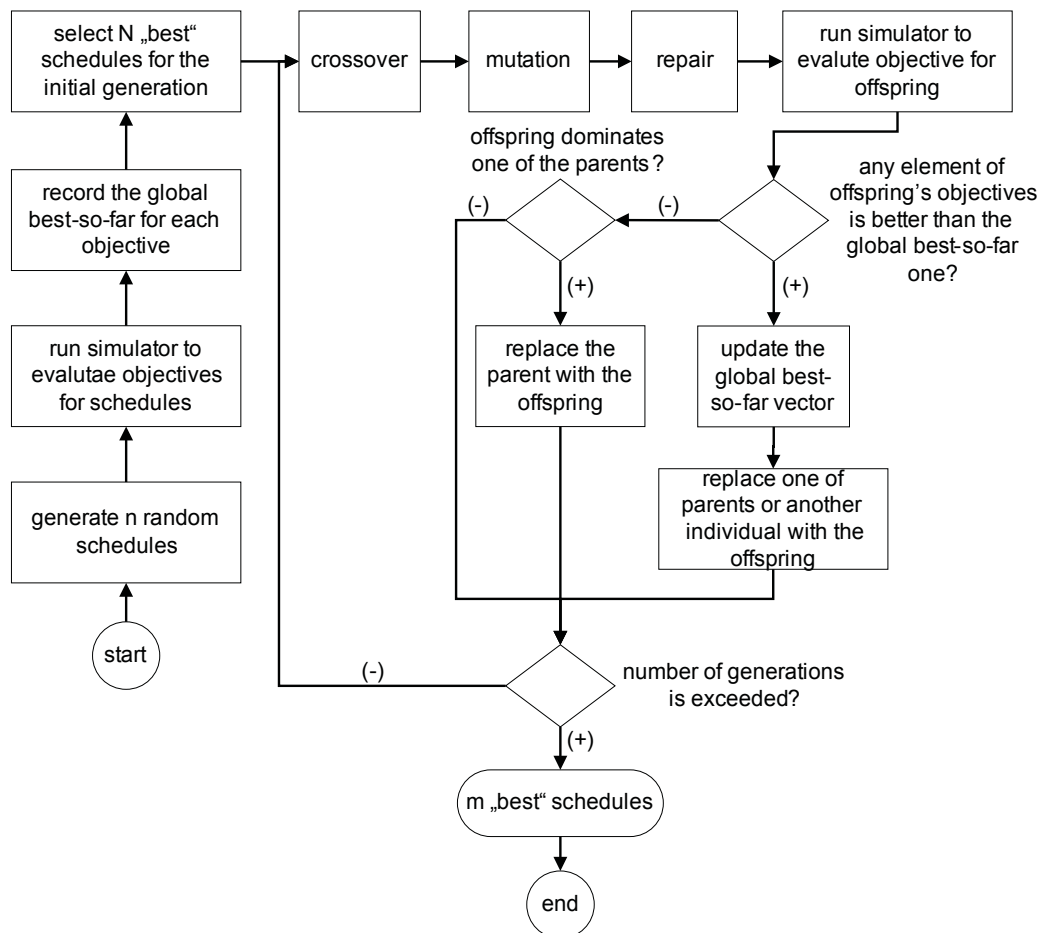 select N „best“
schedules for the
initial generation
crossover
mutation
repair
run simulator to
evalute objective for
offspring
offspring dominates
one of the parents?
any element of
offspring’s objectives
is better than the
global best-so-far
one?
(-)
(-)
(+)
(+)
record the global
best-so-far for each
objective
run simulator to
evalutae objectives
for schedules
replace the
parent with the
offspring
update the
global best-
so-far vector
generate n random
schedules
replace one of
parents or another
individual with the
offspring
start
(-)
number of generations
is exceeded?
(+)
m „best“ schedules
end